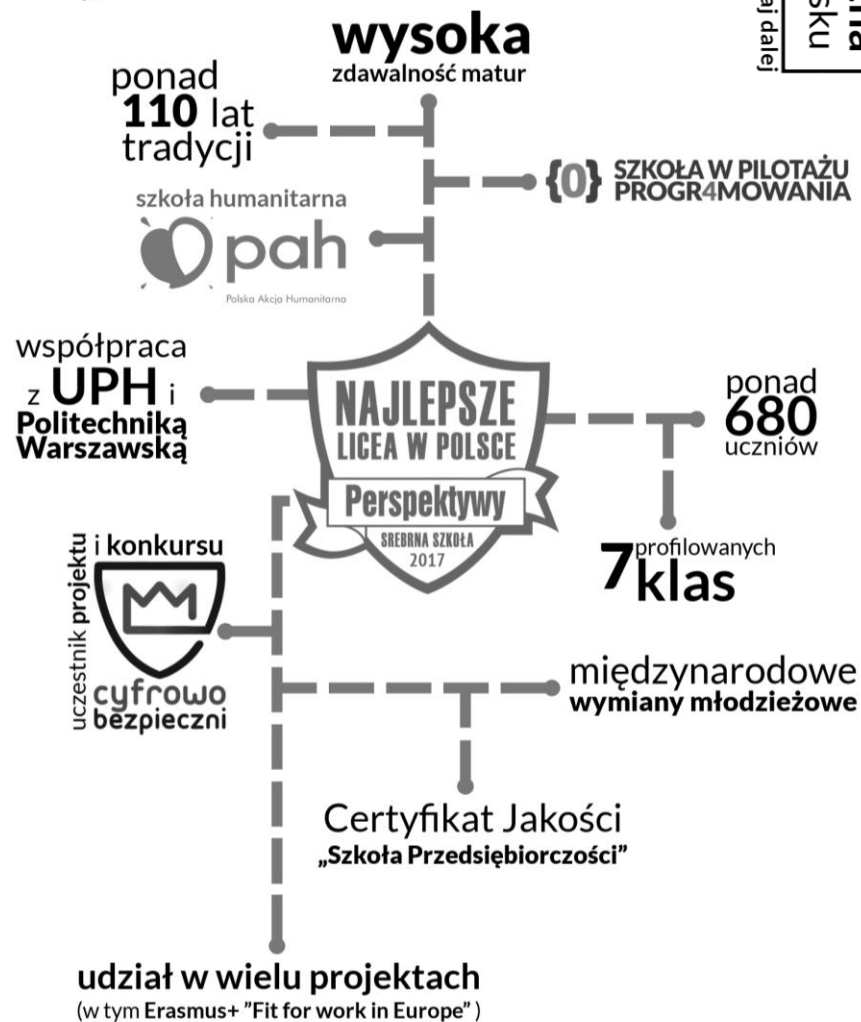 wysoka
zdawalność matur
ponad
110 lat
tradycji
{0} SZKOŁA W PILOTAŻU
PROGR4MOWANIA
szkoła humanitarna
pah
Polska Akcja Humanitarna
współpraca
z UPH i
Politechniką
Warszawską
NAJLEPSZE
LICEA W POLSCE
Perspektywy
SREBRNA SZKOŁA
2017
ponad
680
uczniów
7 profilowanych
klas
uczestnik projektu
i konkursu
cyfrowo
bezpieczni
międzynarodowe
wymiany młodzieżowe
Certyfikat Jakości
„Szkoła Przedsiębiorczości”
udział w wielu projektach
(w tym Erasmus+ ”Fit for work in Europe” )